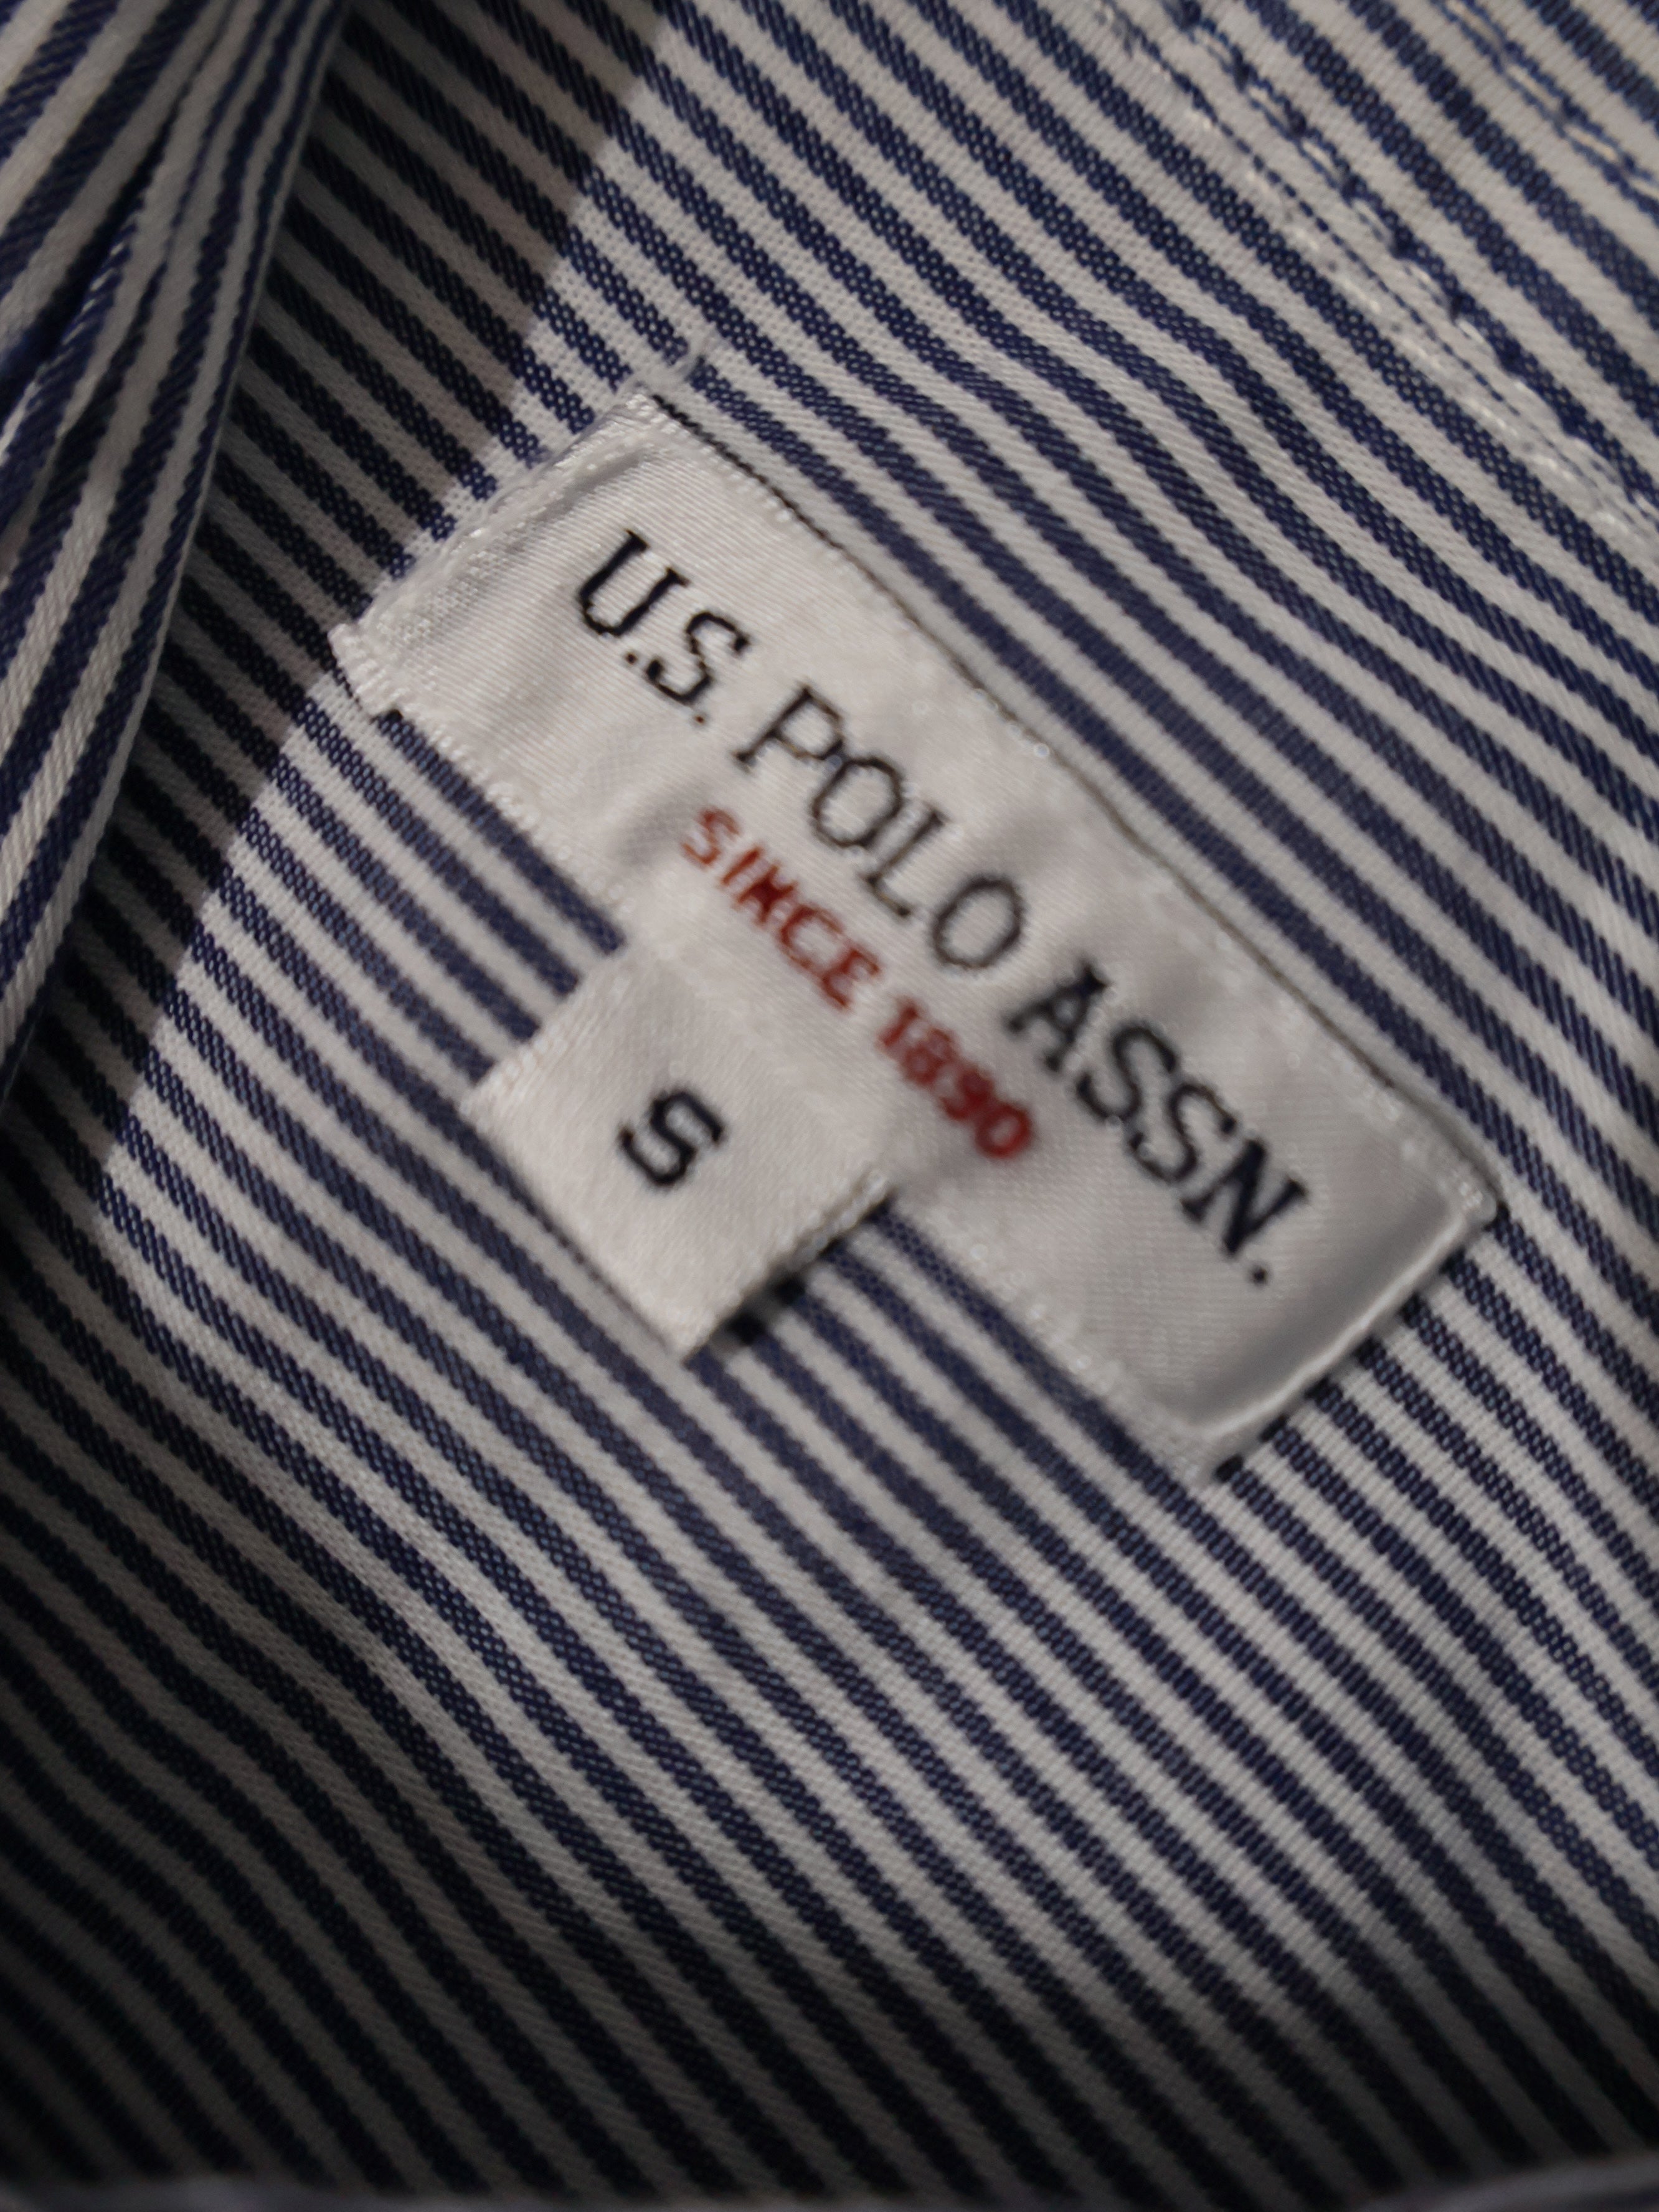 U.S. POLO ASSN.
SINCE 1890
S